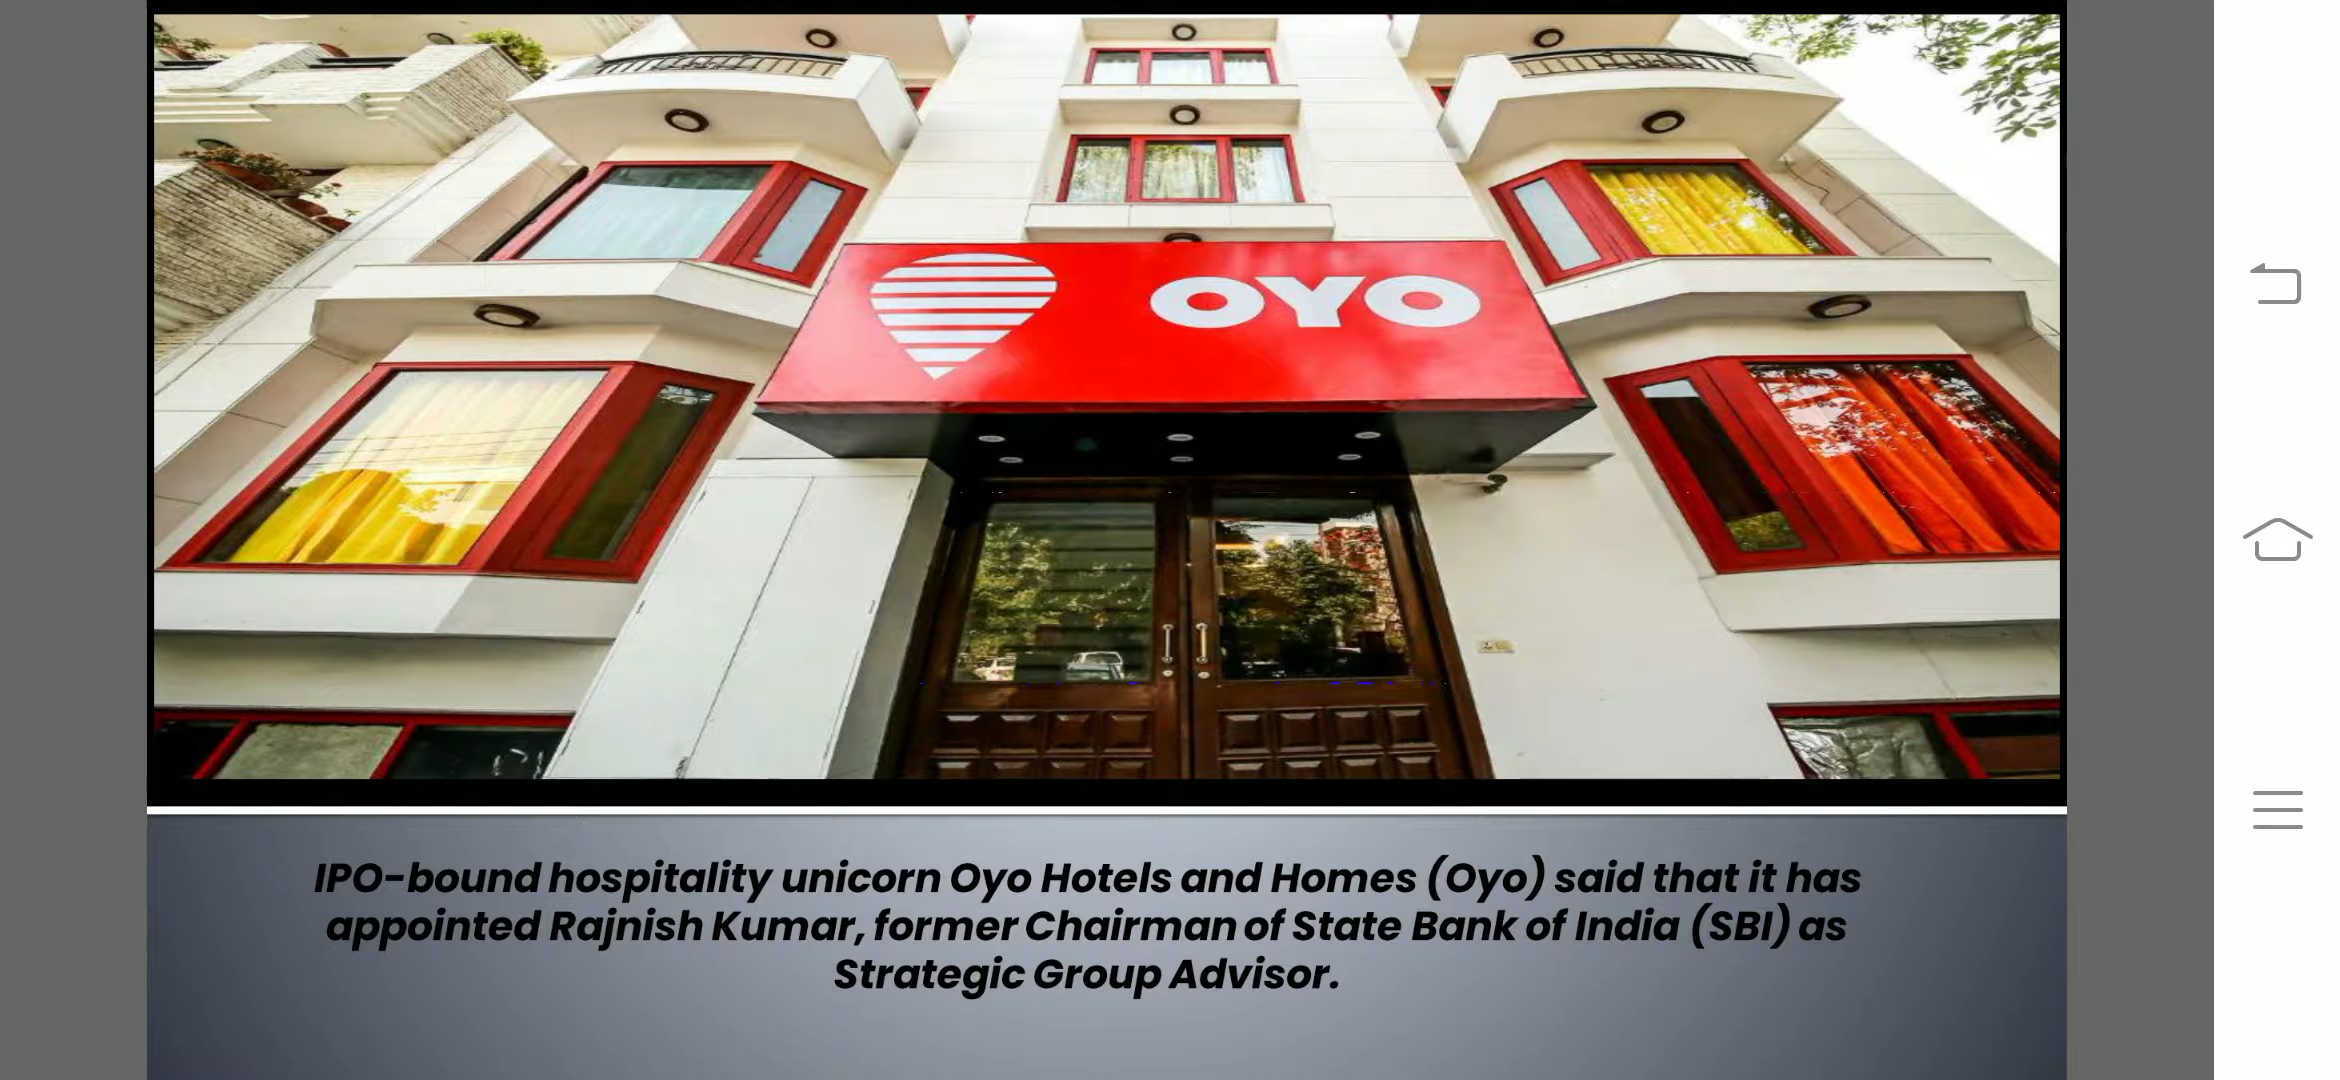 OYO
IPO-bound hospitality unicorn Oyo Hotels and Homes (Oyo) said that it has
appointed Rajnish Kumar, former Chairman of State Bank of India (SBI) as
Strategic Group Advisor.